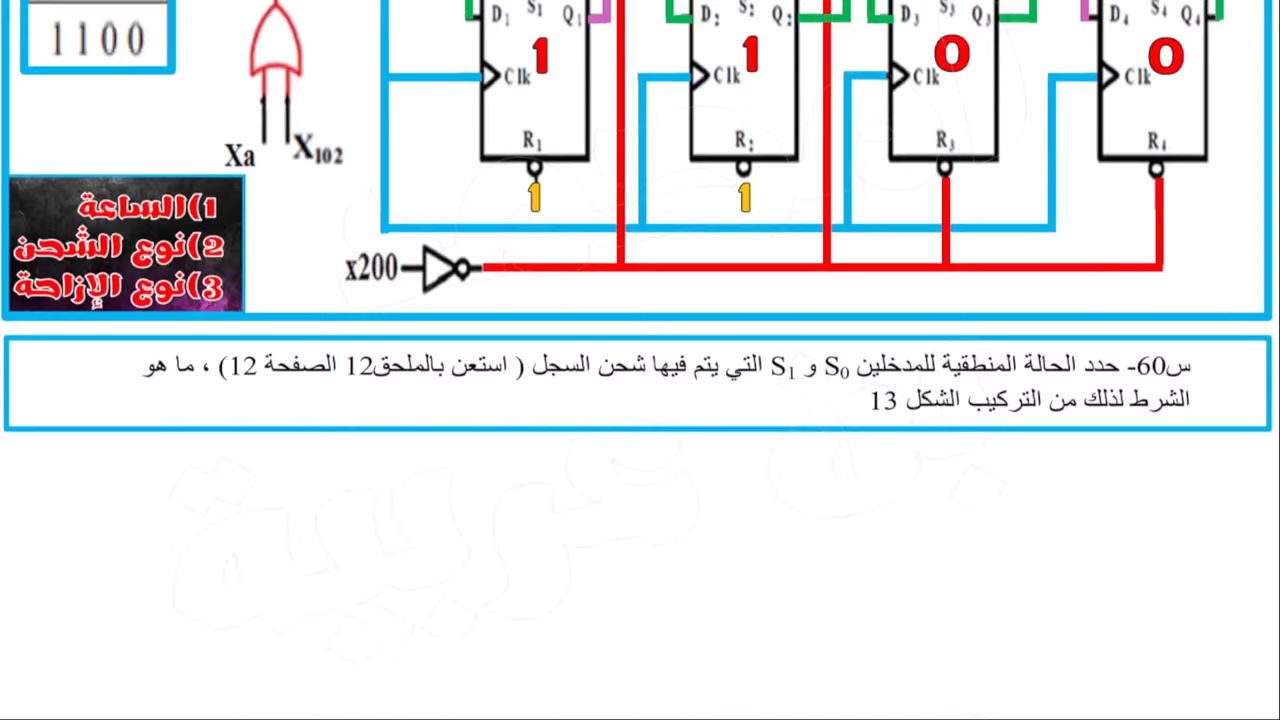 D₁ S₁ Q₁ D₂ S₂ Q₂ D₃ S₃ Q₃ D₄ S₄ Q₄
1100
1 1 0 0
Clk Clk Clk Clk
R₁ R₂ R₃ R₄
Xa X₁₀₂
1 1
1)الساعة
2)نوع الشحن
3)نوع الإزاحة
x200
س60- حدد الحالة المنطقية للمدخلين S₀ و S₁ التي يتم فيها شحن السجل ( استعن بالملحق12 الصفحة 12) ، ما هو
الشرط لذلك من التركيب الشكل 13
بن عربية